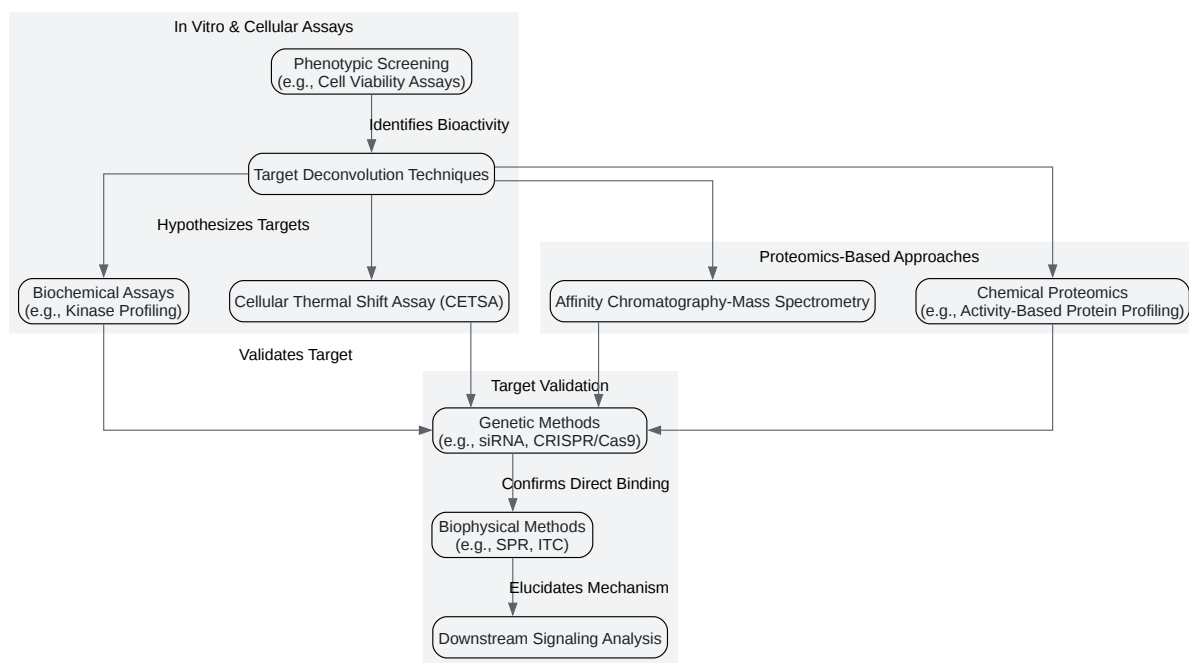 In Vitro & Cellular Assays
Phenotypic Screening
(e.g., Cell Viability Assays)
Identifies Bioactivity
Target Deconvolution Techniques
Hypothesizes Targets
Proteomics-Based Approaches
Biochemical Assays
(e.g., Kinase Profiling)
Cellular Thermal Shift Assay (CETSA)
Affinity Chromatography-Mass Spectrometry
Chemical Proteomics
(e.g., Activity-Based Protein Profiling)
Validates Target
Target Validation
Genetic Methods
(e.g., siRNA, CRISPR/Cas9)
Confirms Direct Binding
Biophysical Methods
(e.g., SPR, ITC)
Elucidates Mechanism
Downstream Signaling Analysis